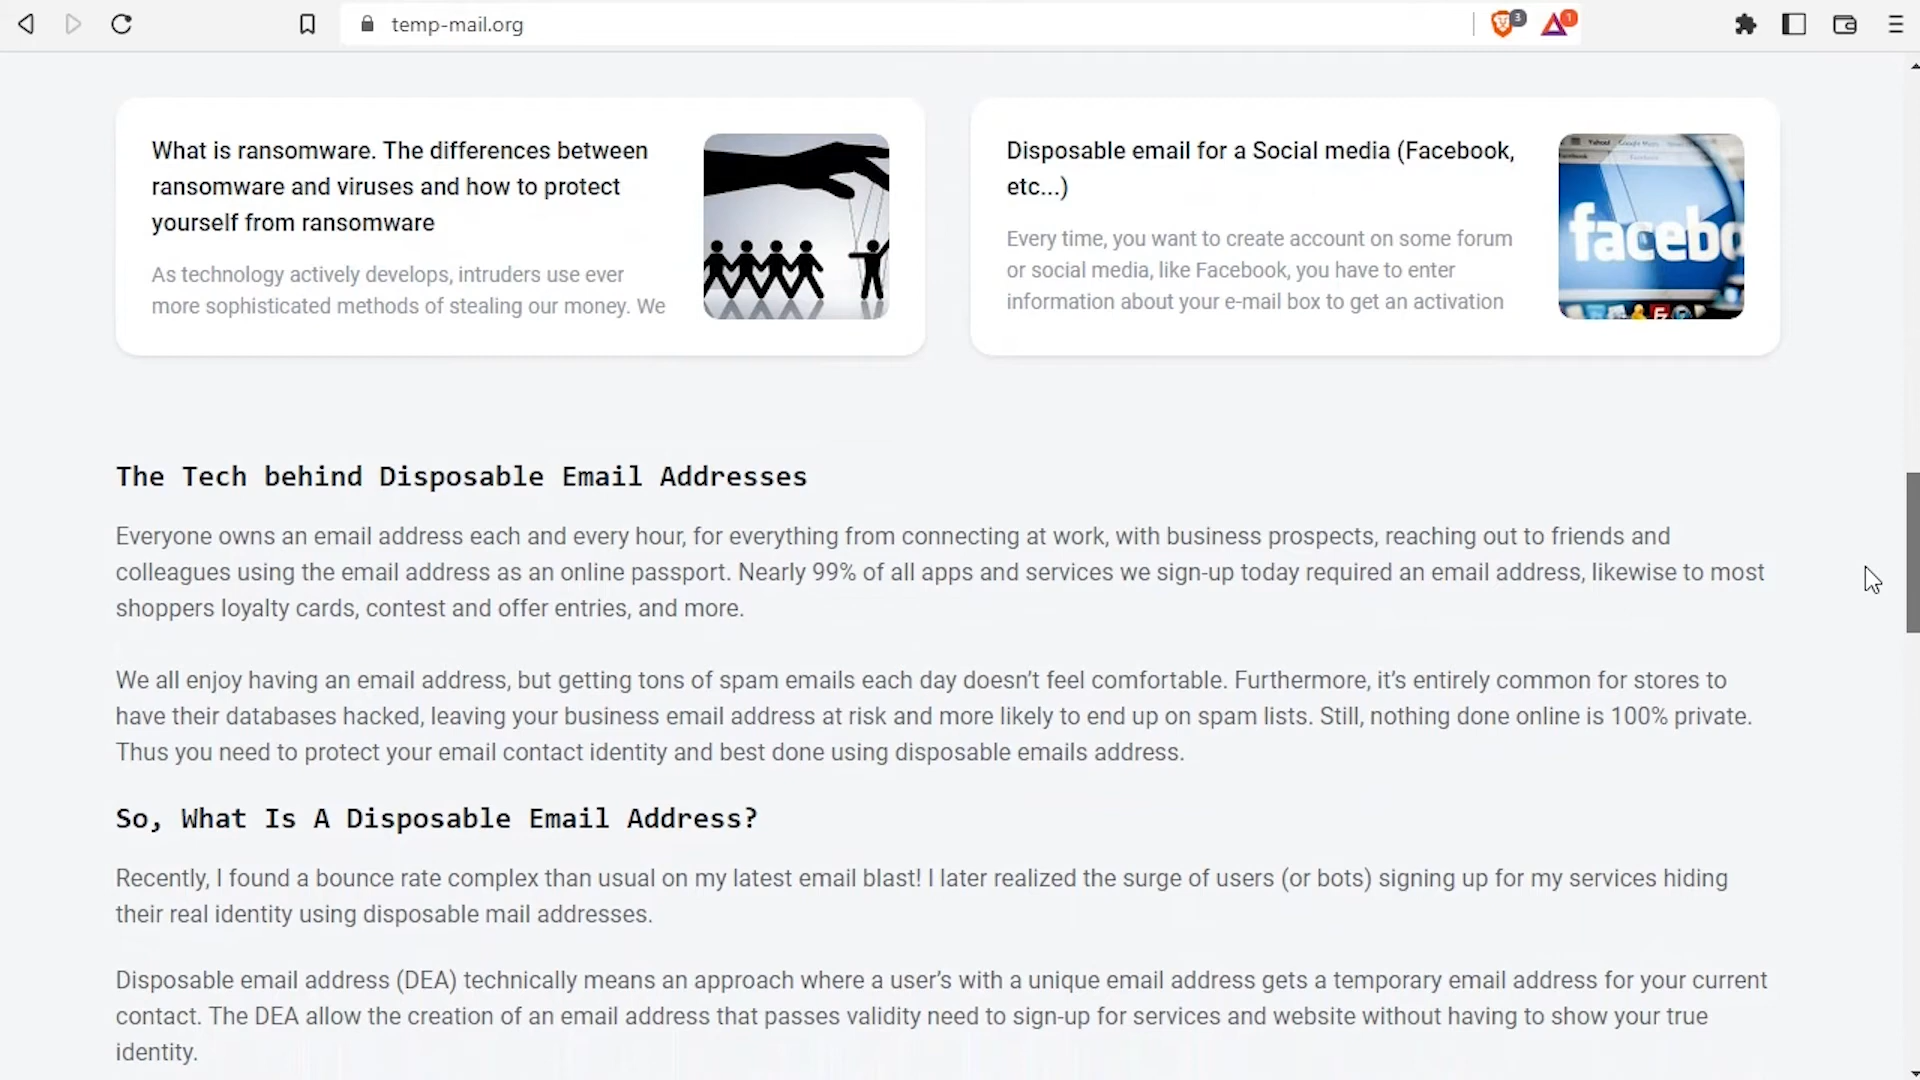 temp-mail.org
3
1
What is ransomware. The differences between
ransomware and viruses and how to protect
yourself from ransomware
As technology actively develops, intruders use ever
more sophisticated methods of stealing our money. We
Disposable email for a Social media (Facebook,
etc...)
Every time, you want to create account on some forum
or social media, like Facebook, you have to enter
information about your e-mail box to get an activation
Yahoo! Google Maps
Facebook
facebo
The Tech behind Disposable Email Addresses
Everyone owns an email address each and every hour, for everything from connecting at work, with business prospects, reaching out to friends and
colleagues using the email address as an online passport. Nearly 99% of all apps and services we sign-up today required an email address, likewise to most
shoppers loyalty cards, contest and offer entries, and more.
We all enjoy having an email address, but getting tons of spam emails each day doesn’t feel comfortable. Furthermore, it’s entirely common for stores to
have their databases hacked, leaving your business email address at risk and more likely to end up on spam lists. Still, nothing done online is 100% private.
Thus you need to protect your email contact identity and best done using disposable emails address.
So, What Is A Disposable Email Address?
Recently, I found a bounce rate complex than usual on my latest email blast! I later realized the surge of users (or bots) signing up for my services hiding
their real identity using disposable mail addresses.
Disposable email address (DEA) technically means an approach where a user’s with a unique email address gets a temporary email address for your current
contact. The DEA allow the creation of an email address that passes validity need to sign-up for services and website without having to show your true
identity.